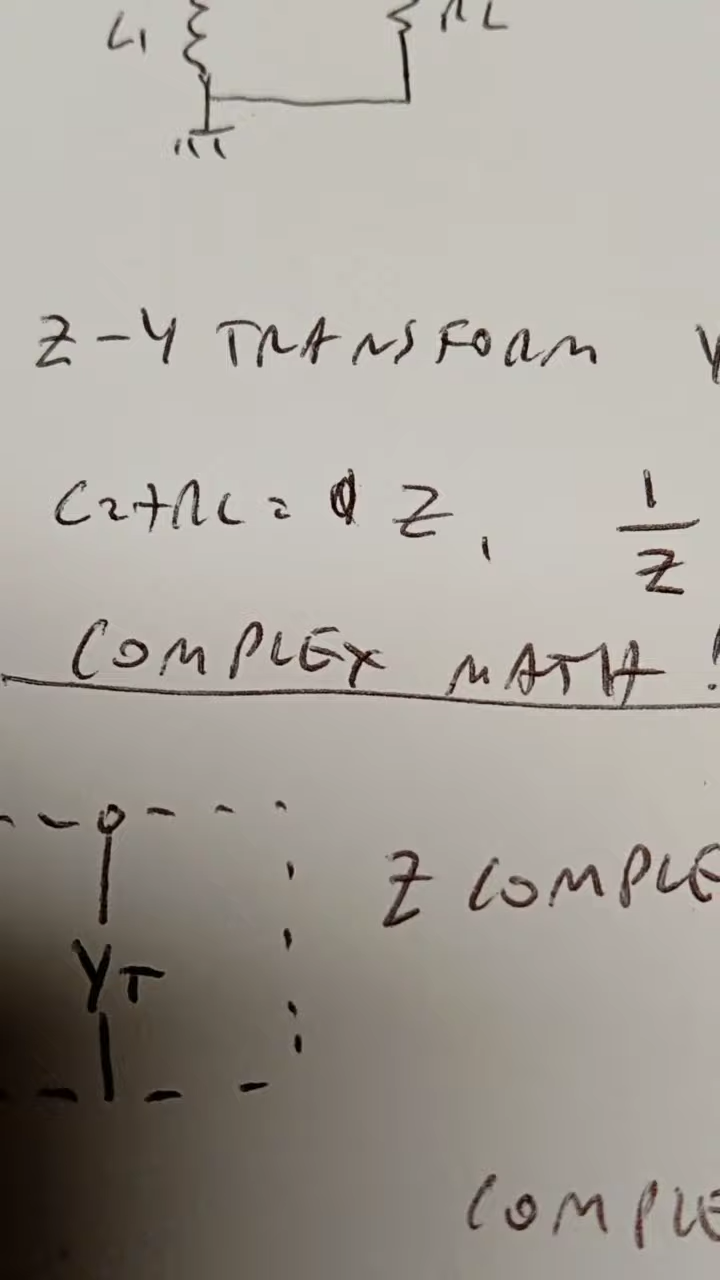 L1 RL
Z-Y TRANSFORM Y
C2+RL = Z, 1/Z
COMPLEX MATH!
YT
Z COMPLE
COMPLE